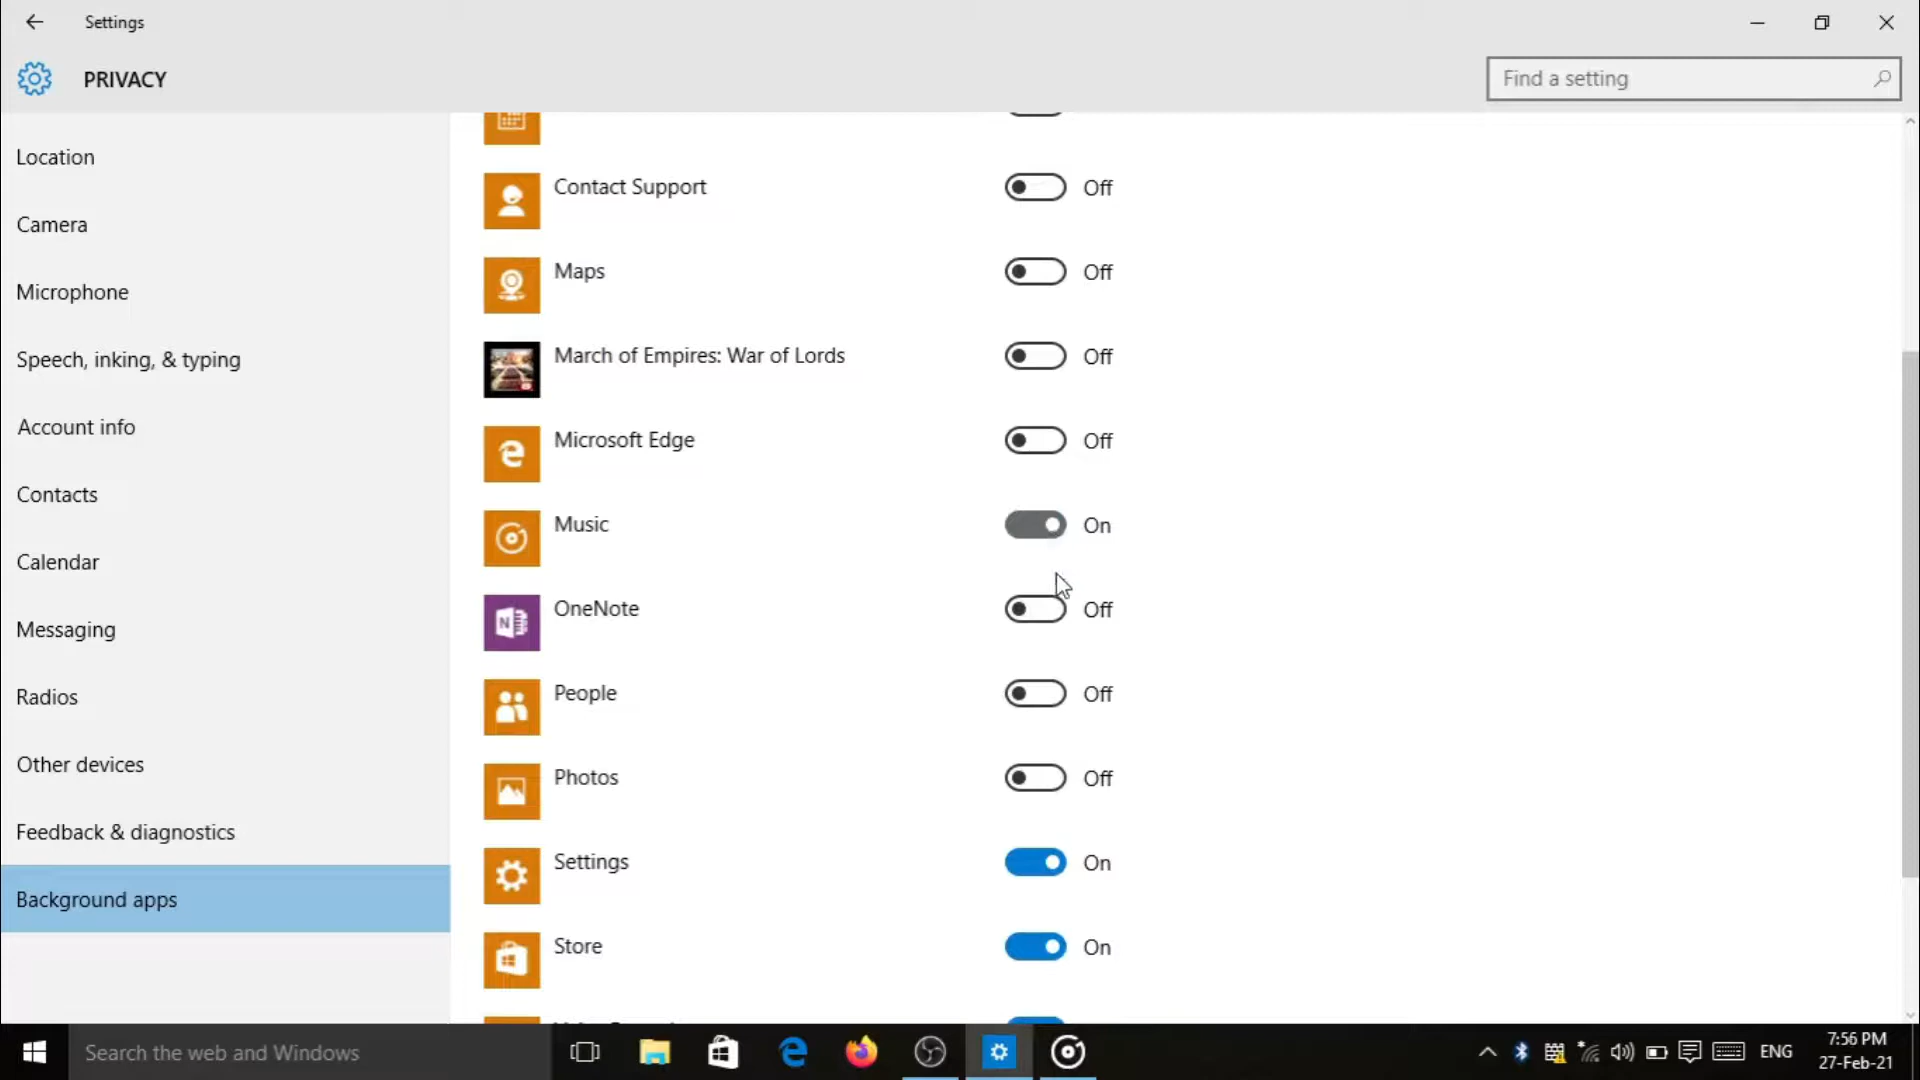 Settings
PRIVACY
Find a setting
Location
Camera
Microphone
Speech, inking, & typing
Account info
Contacts
Calendar
Messaging
Radios
Other devices
Feedback & diagnostics
Background apps
Contact Support Off
Maps Off
March of Empires: War of Lords Off
Microsoft Edge Off
Music On
OneNote Off
People Off
Photos Off
Settings On
Store On
Search the web and Windows
ENG
7:56 PM
27-Feb-21